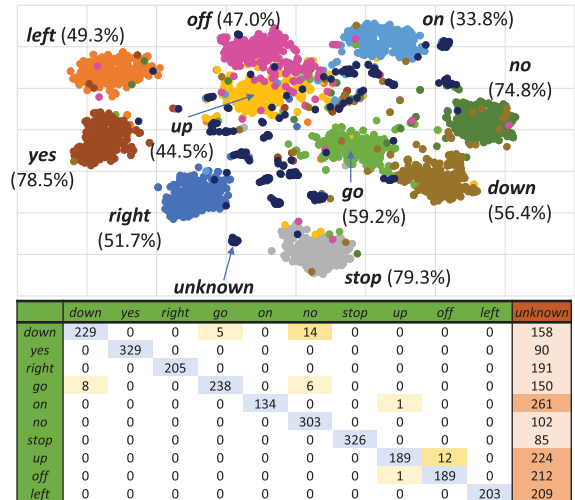 off (47.0%)
on (33.8%)
left (49.3%)
no
(74.8%)
up
(44.5%)
yes
(78.5%)
go
(59.2%)
down
(56.4%)
right
(51.7%)
stop (79.3%)
unknown
down yes right go on no stop up off left unknown
down 229 0 0 5 0 14 0 0 0 0 158
yes 0 329 0 0 0 0 0 0 0 0 90
right 0 0 205 0 0 0 0 0 0 0 191
go 8 0 0 238 0 6 0 0 0 0 150
on 0 0 0 0 134 0 0 1 0 0 261
no 0 0 0 0 0 303 0 0 0 0 102
stop 0 0 0 0 0 0 326 0 0 0 85
up 0 0 0 0 0 0 0 189 12 0 224
off 0 0 0 0 0 0 0 1 189 0 212
left 0 0 0 0 0 0 0 0 0 203 209